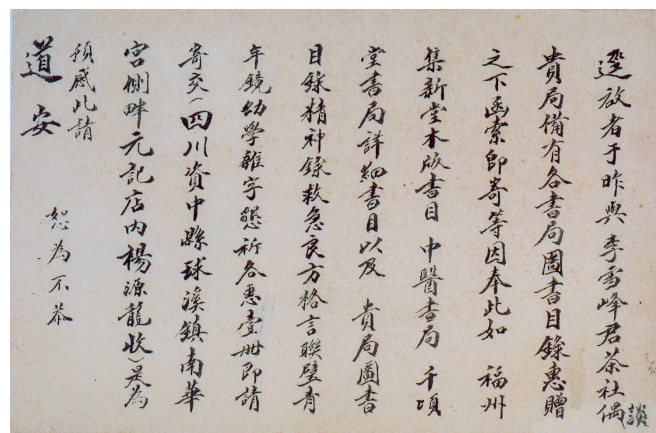 逕啟者于昨與李雪峰君茶社偶談
貴局備有各書局圖書目錄惠贈
之下函索即寄等因奉此如 福州
集新堂木版書目 中醫書局 千頃
堂書局詳細書目以及 貴局圖書
目錄精神錄救急良方格言聯璧青
年鏡幼學雜字懇祈各惠壹冊即請
寄交(四川資中縣球溪鎮南華
宮側畔元記店內楊源龍收)是為
預感此請
道安
恕為不恭